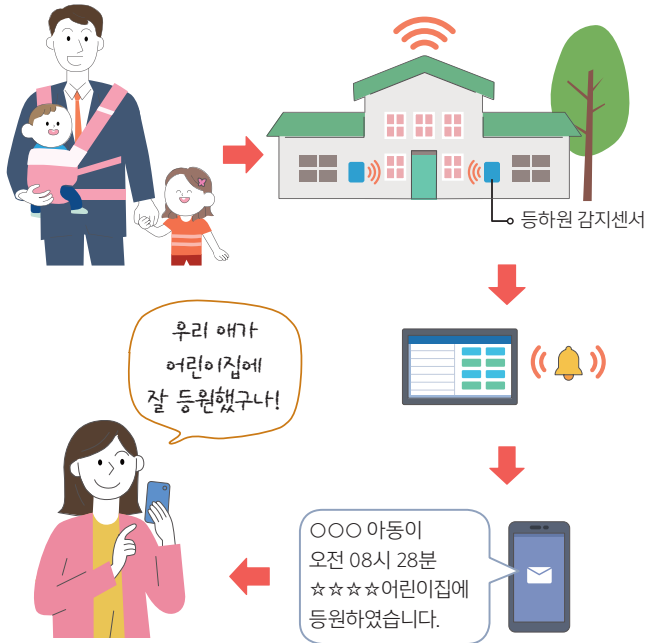 등하원 감지센서
우리 애가
어린이집에
잘 등원했구나!
○○○ 아동이
오전 08시 28분
☆☆☆☆어린이집에
등원하였습니다.